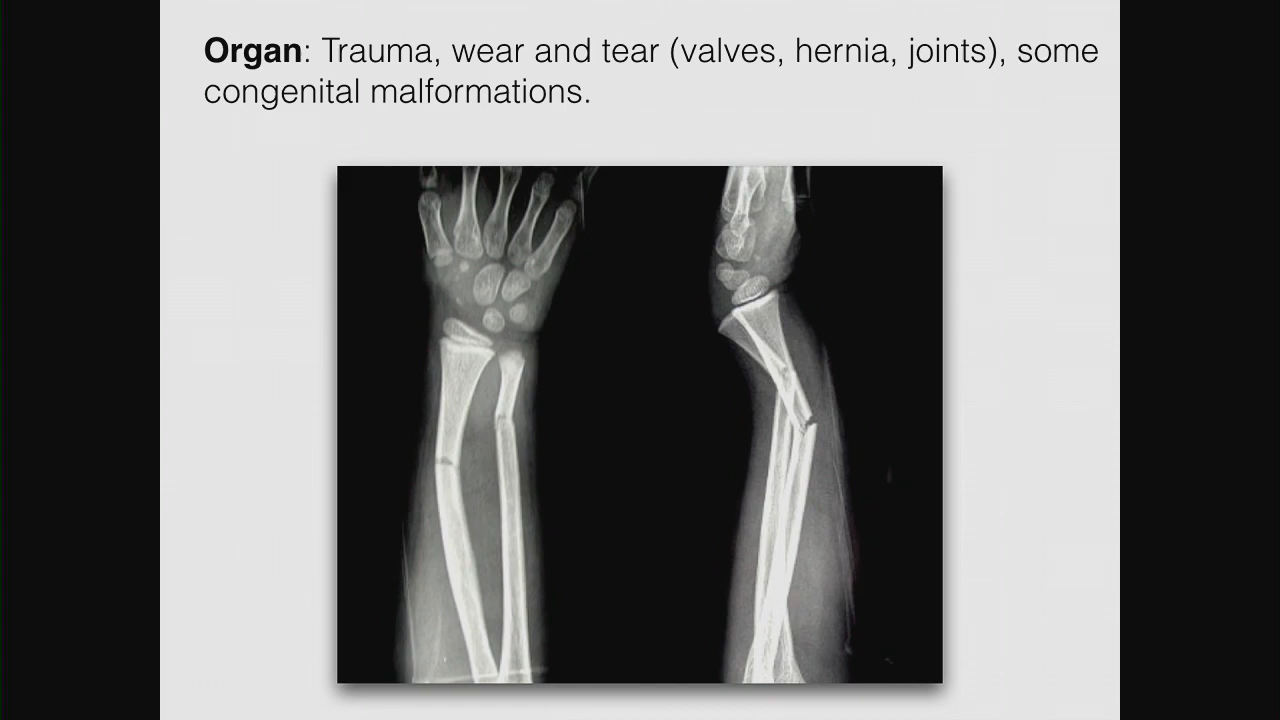 Organ: Trauma, wear and tear (valves, hernia, joints), some
congenital malformations.